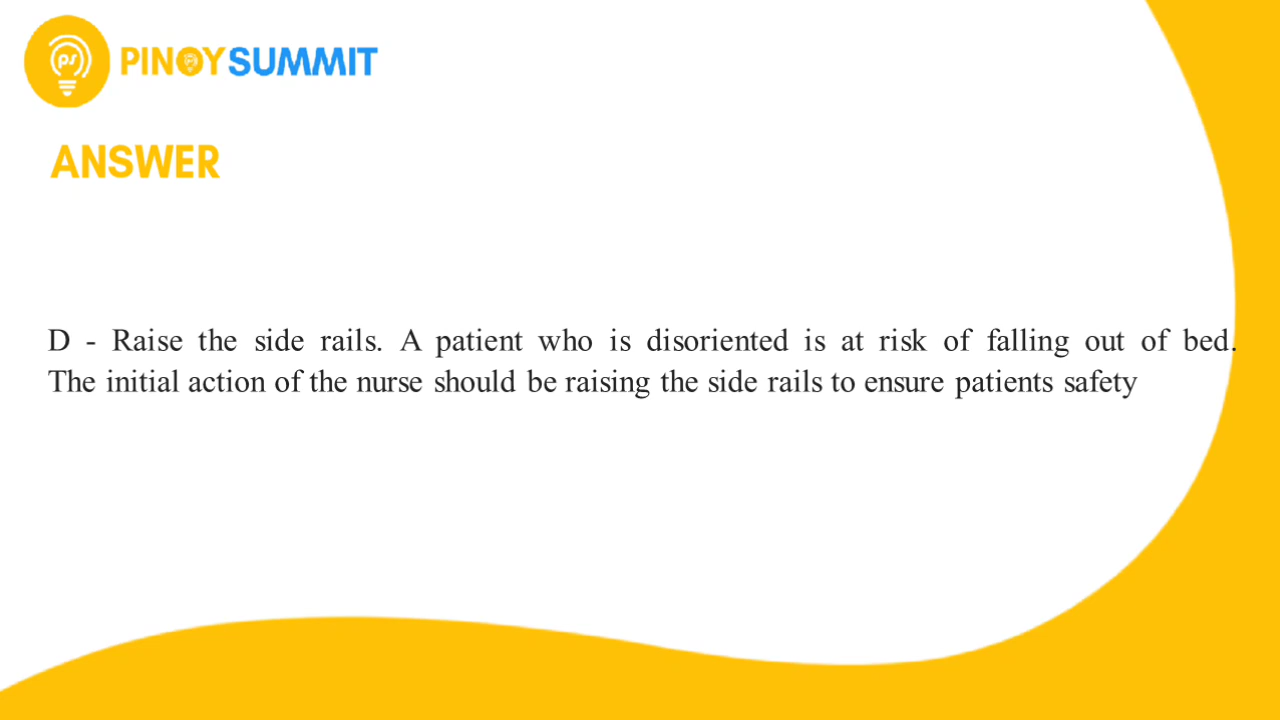 ps PINOYSUMMIT
ANSWER
D - Raise the side rails. A patient who is disoriented is at risk of falling out of bed.
The initial action of the nurse should be raising the side rails to ensure patients safety